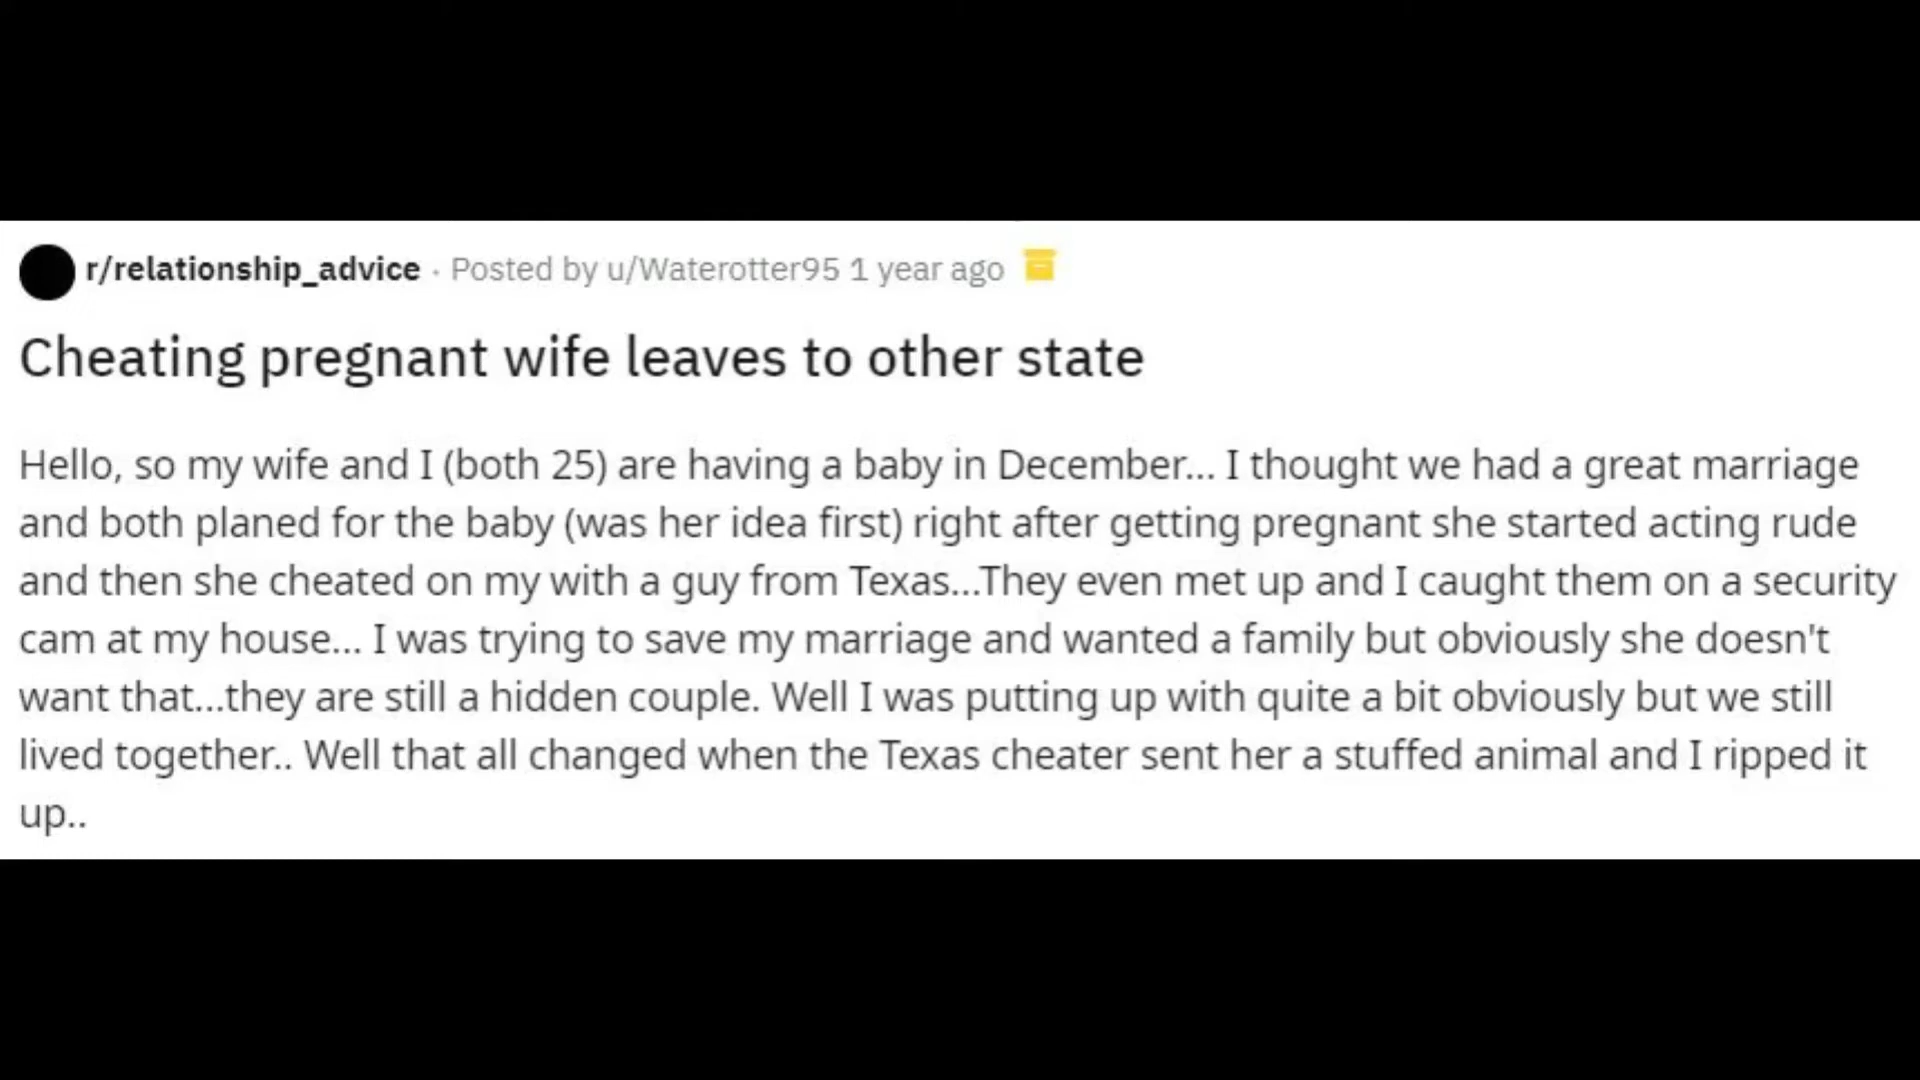 r/relationship_advice · Posted by u/Waterotter95 1 year ago
Cheating pregnant wife leaves to other state
Hello, so my wife and I (both 25) are having a baby in December... I thought we had a great marriage
and both planed for the baby (was her idea first) right after getting pregnant she started acting rude
and then she cheated on my with a guy from Texas...They even met up and I caught them on a security
cam at my house... I was trying to save my marriage and wanted a family but obviously she doesn't
want that...they are still a hidden couple. Well I was putting up with quite a bit obviously but we still
lived together.. Well that all changed when the Texas cheater sent her a stuffed animal and I ripped it
up..